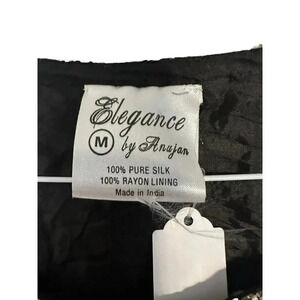 Elegance
M by Anujan
100% PURE SILK
100% RAYON LINING
Made in India